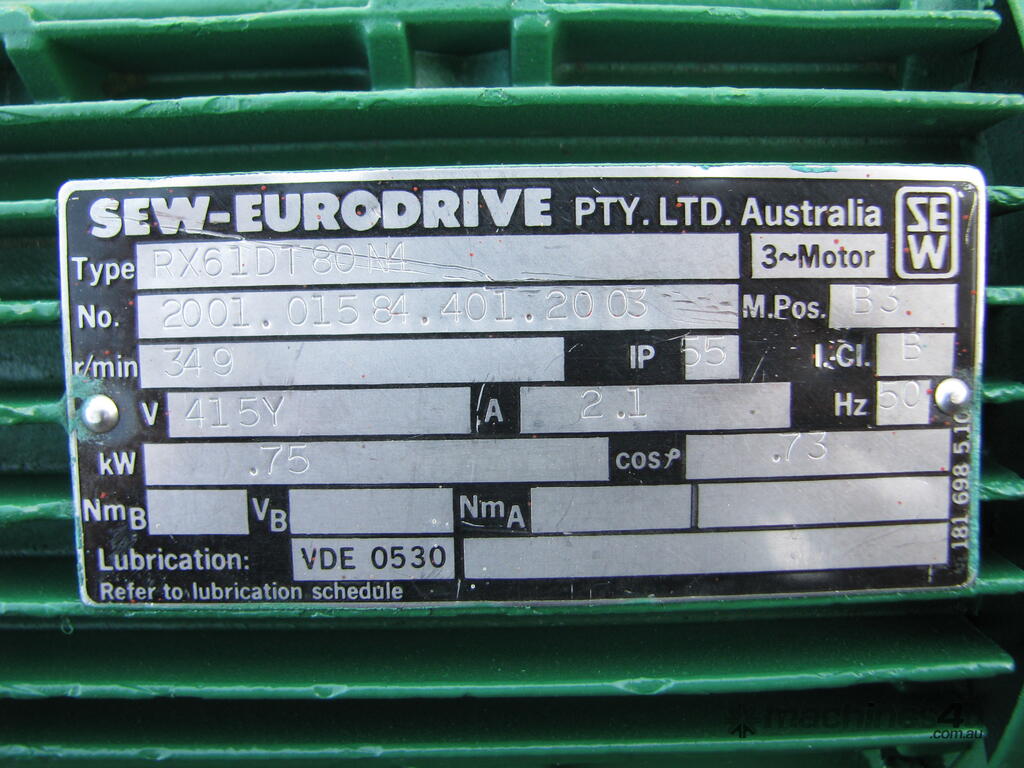 SEW-EURODRIVE PTY. LTD. Australia SEW
Type RX61DT80N4 3~Motor
No. 2001.01584.401.2003 M.Pos. B3.
r/min 349 IP 55 I.Cl. B
V 415Y A 2.1 Hz 50
kW .75 cosφ .73
NmB VB NmA
Lubrication: VDE 0530
Refer to lubrication schedule
181 698 5.10
machines4u
.com.au